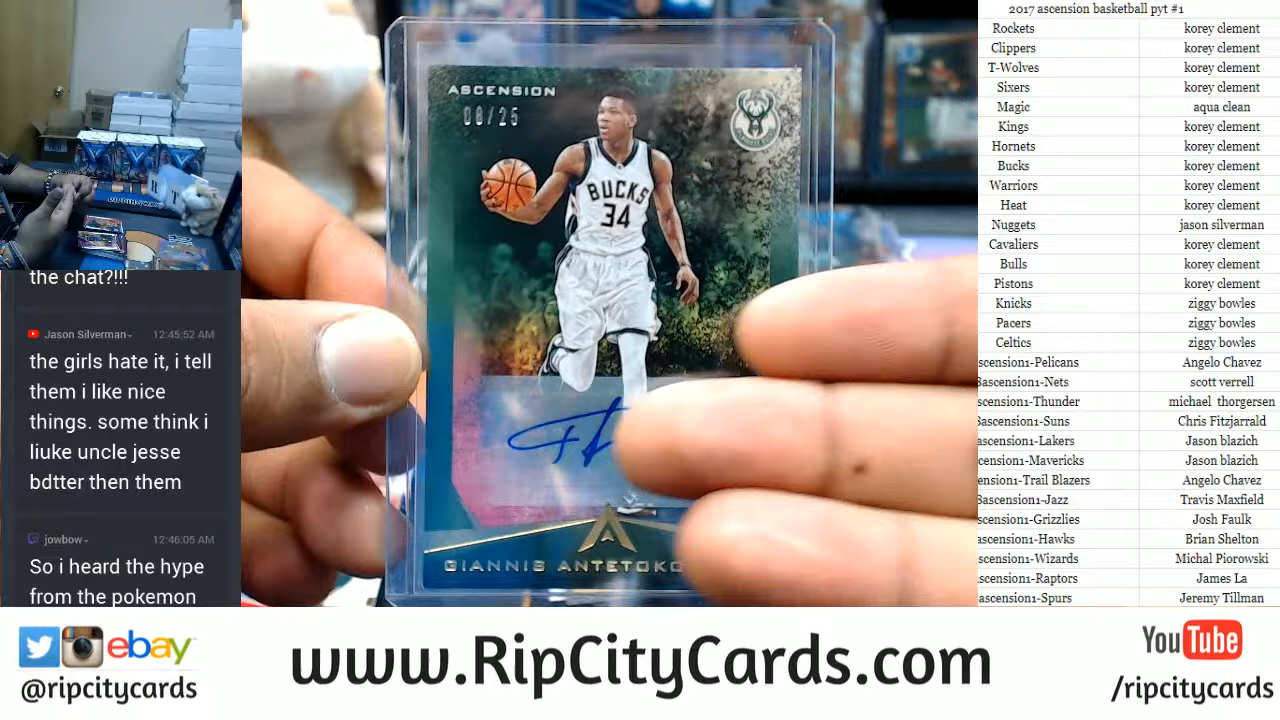 the chat?!!!
Jason Silverman
12:45:52 AM
the girls hate it, i tell
them i like nice
things. some think i
liuke uncle jesse
bdtter then them
jowbow
12:46:05 AM
So i heard the hype
from the pokemon
ASCENSION
BUCKS
34
GIANNIS ANTETOKO
2017 ascension basketball pyt #1
Rockets korey clement
Clippers korey clement
T-Wolves korey clement
Sixers korey clement
Magic aqua clean
Kings korey clement
Hornets korey clement
Bucks korey clement
Warriors korey clement
Heat korey clement
Nuggets jason silverman
Cavaliers korey clement
Bulls korey clement
Pistons korey clement
Knicks ziggy bowles
Pacers ziggy bowles
Celtics ziggy bowles
scension1-Pelicans Angelo Chavez
ascension1-Nets scott verrell
scension1-Thunder michael thorgersen
ascension1-Suns Chris Fitzjarrald
ascension1-Lakers Jason blazich
cension1-Mavericks Jason blazich
ension1-Trail Blazers Angelo Chavez
ascension1-Jazz Travis Maxfield
scension1-Grizzlies Josh Faulk
ascension1-Hawks Brian Shelton
scension1-Wizards Michal Piorowski
ascension1-Raptors James La
ascension1-Spurs Jeremy Tillman
ebay
@ripcitycards
www.RipCityCards.com
YouTube
/ripcitycards